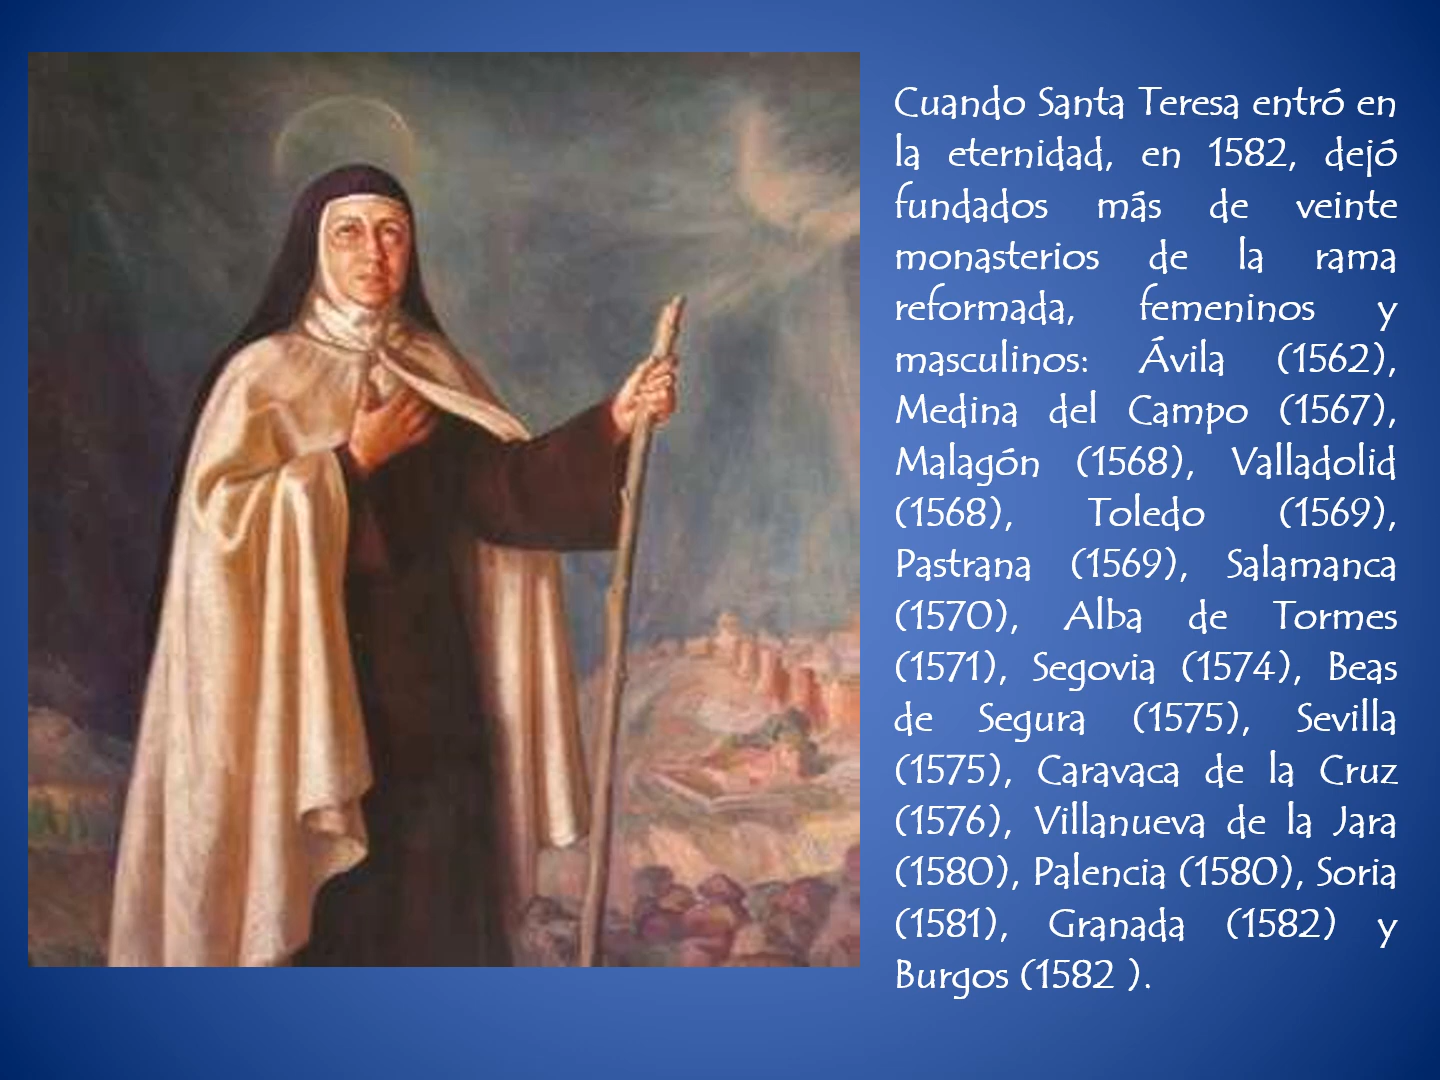 Cuando Santa Teresa entró en
la eternidad, en 1582, dejó
fundados más de veinte
monasterios de la rama
reformada, femeninos y
masculinos: Ávila (1562),
Medina del Campo (1567),
Malagón (1568), Valladolid
(1568), Toledo (1569),
Pastrana (1569), Salamanca
(1570), Alba de Tormes
(1571), Segovia (1574), Beas
de Segura (1575), Sevilla
(1575), Caravaca de la Cruz
(1576), Villanueva de la Jara
(1580), Palencia (1580), Soria
(1581), Granada (1582) y
Burgos (1582 ).